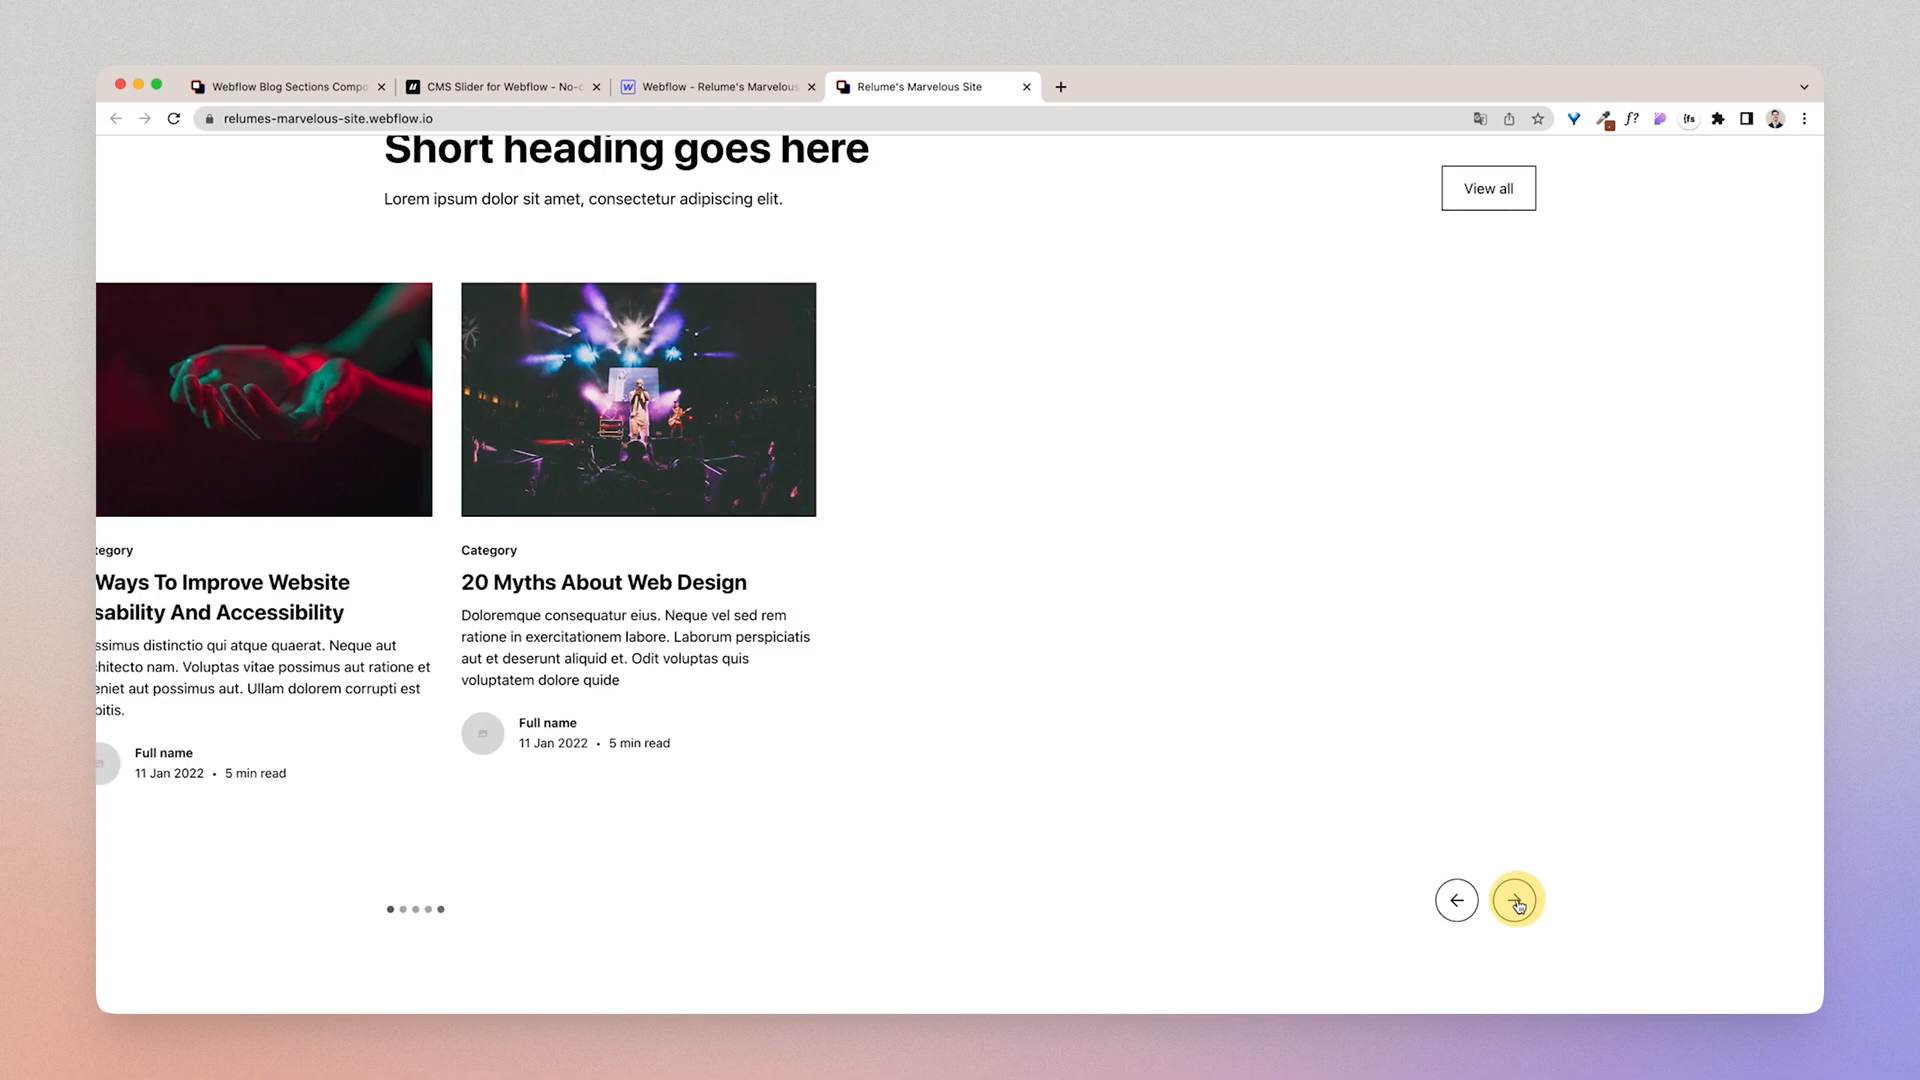 Webflow Blog Sections Compo
CMS Slider for Webflow - No-c
Webflow - Relume's Marvelous
Relume's Marvelous Site
relumes-marvelous-site.webflow.io
Short heading goes here
Lorem ipsum dolor sit amet, consectetur adipiscing elit.
View all
tegory
Ways To Improve Website
sability And Accessibility
ssimus distinctio qui atque quaerat. Neque aut
chitecto nam. Voluptas vitae possimus aut ratione et
eniet aut possimus aut. Ullam dolorem corrupti est
bitis.
Full name
11 Jan 2022 • 5 min read
Category
20 Myths About Web Design
Doloremque consequatur eius. Neque vel sed rem
ratione in exercitationem labore. Laborum perspiciatis
aut et deserunt aliquid et. Odit voluptas quis
voluptatem dolore quide
Full name
11 Jan 2022 • 5 min read